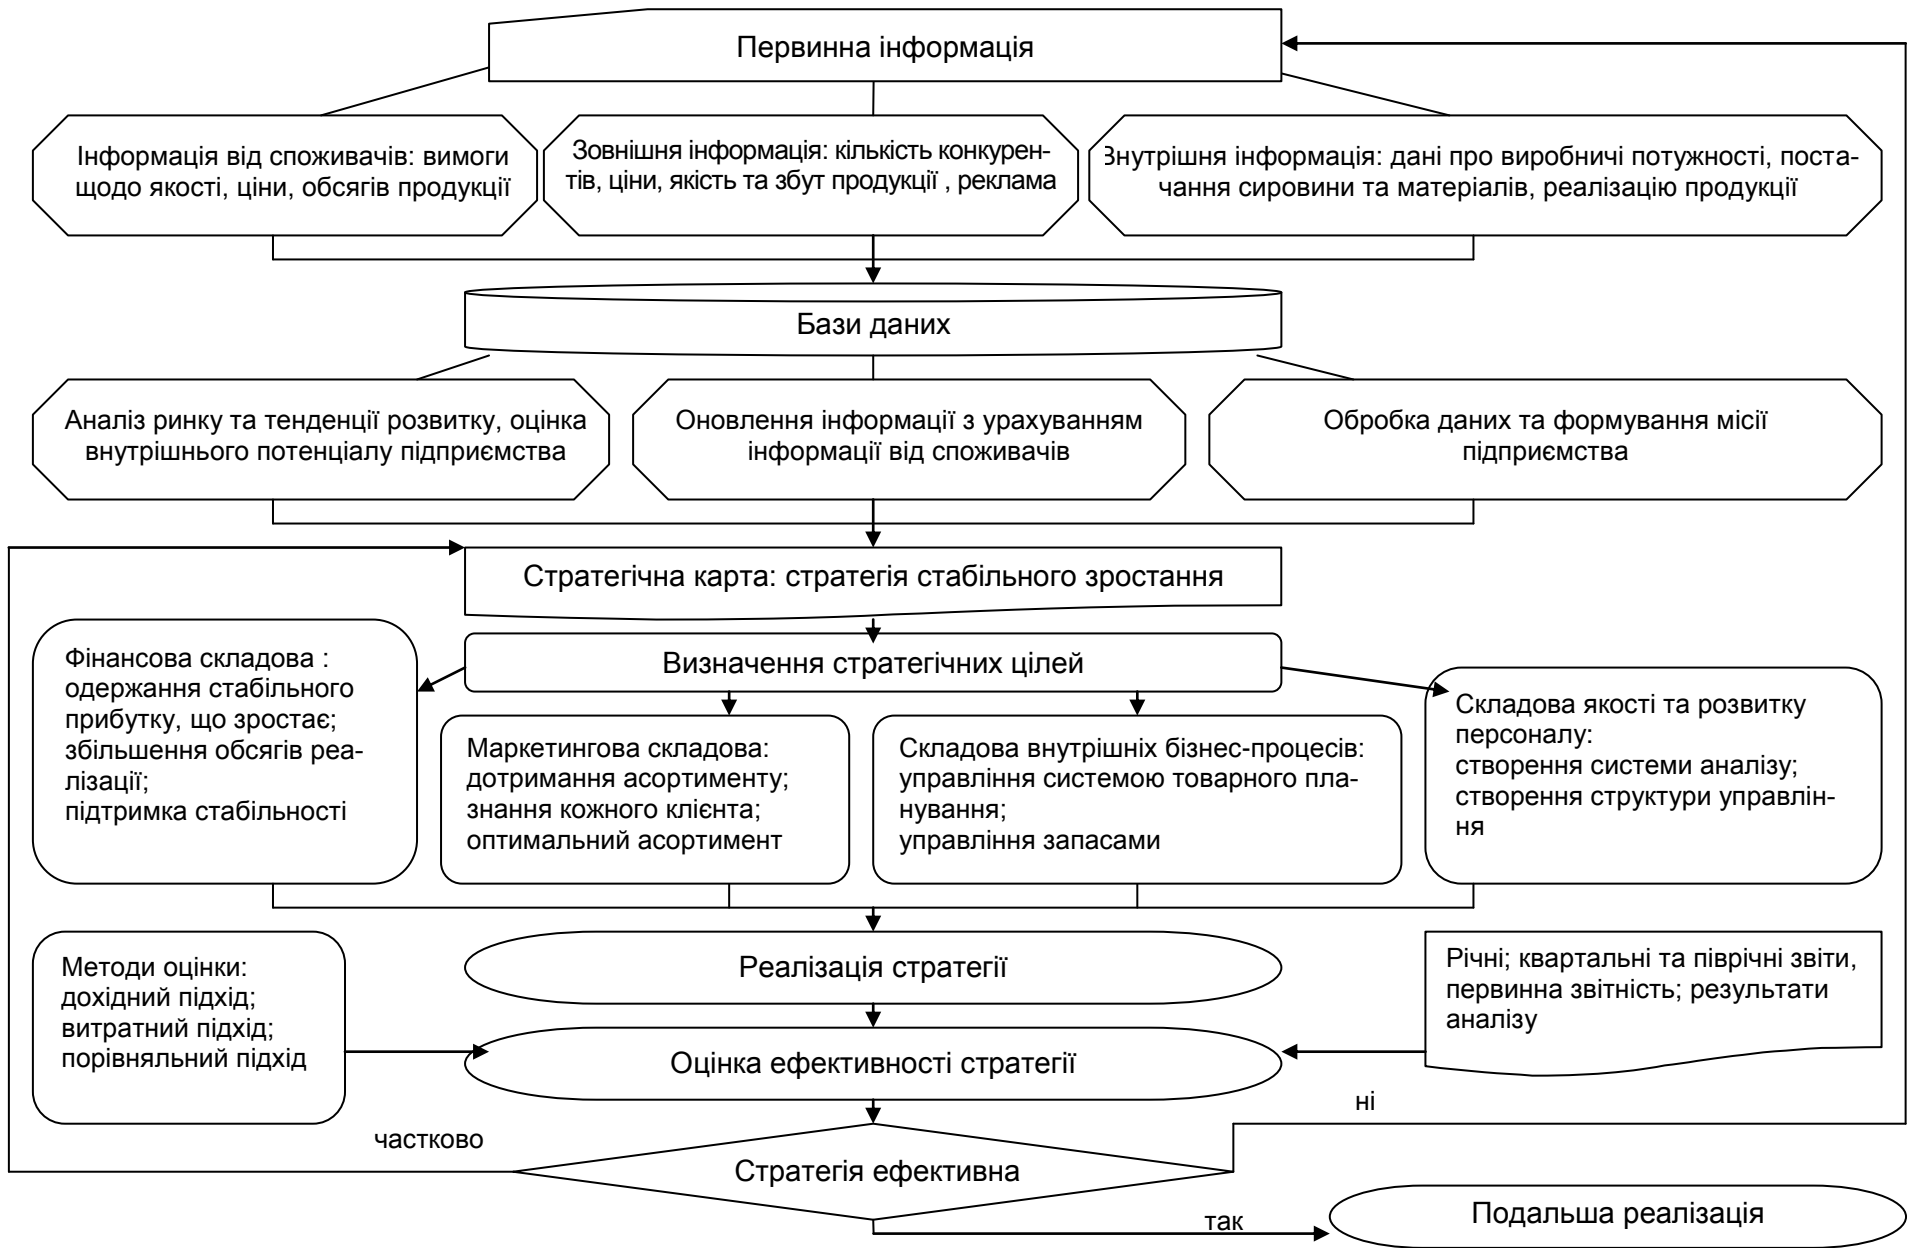 Первинна інформація
Інформація від споживачів: вимоги
щодо якості, ціни, обсягів продукції
Зовнішня інформація: кількість конкурен-
тів, ціни, якість та збут продукції , реклама
Внутрішня інформація: дані про виробничі потужності, поста-
чання сировини та матеріалів, реалізацію продукції
Бази даних
Аналіз ринку та тенденції розвитку, оцінка
внутрішнього потенціалу підприємства
Оновлення інформації з урахуванням
інформації від споживачів
Обробка даних та формування місії
підприємства
Стратегічна карта: стратегія стабільного зростання
Визначення стратегічних цілей
Фінансова складова :
одержання стабільного
прибутку, що зростає;
збільшення обсягів реа-
лізації;
підтримка стабільності
Маркетингова складова:
дотримання асортименту;
знання кожного клієнта;
оптимальний асортимент
Складова внутрішніх бізнес-процесів:
управління системою товарного пла-
нування;
управління запасами
Складова якості та розвитку
персоналу:
створення системи аналізу;
створення структури управлін-
ня
Реалізація стратегії
Методи оцінки:
дохідний підхід;
витратний підхід;
порівняльний підхід
Річні; квартальні та піврічні звіти,
первинна звітність; результати
аналізу
Оцінка ефективності стратегії
ні
частково
Стратегія ефективна
так
Подальша реалізація